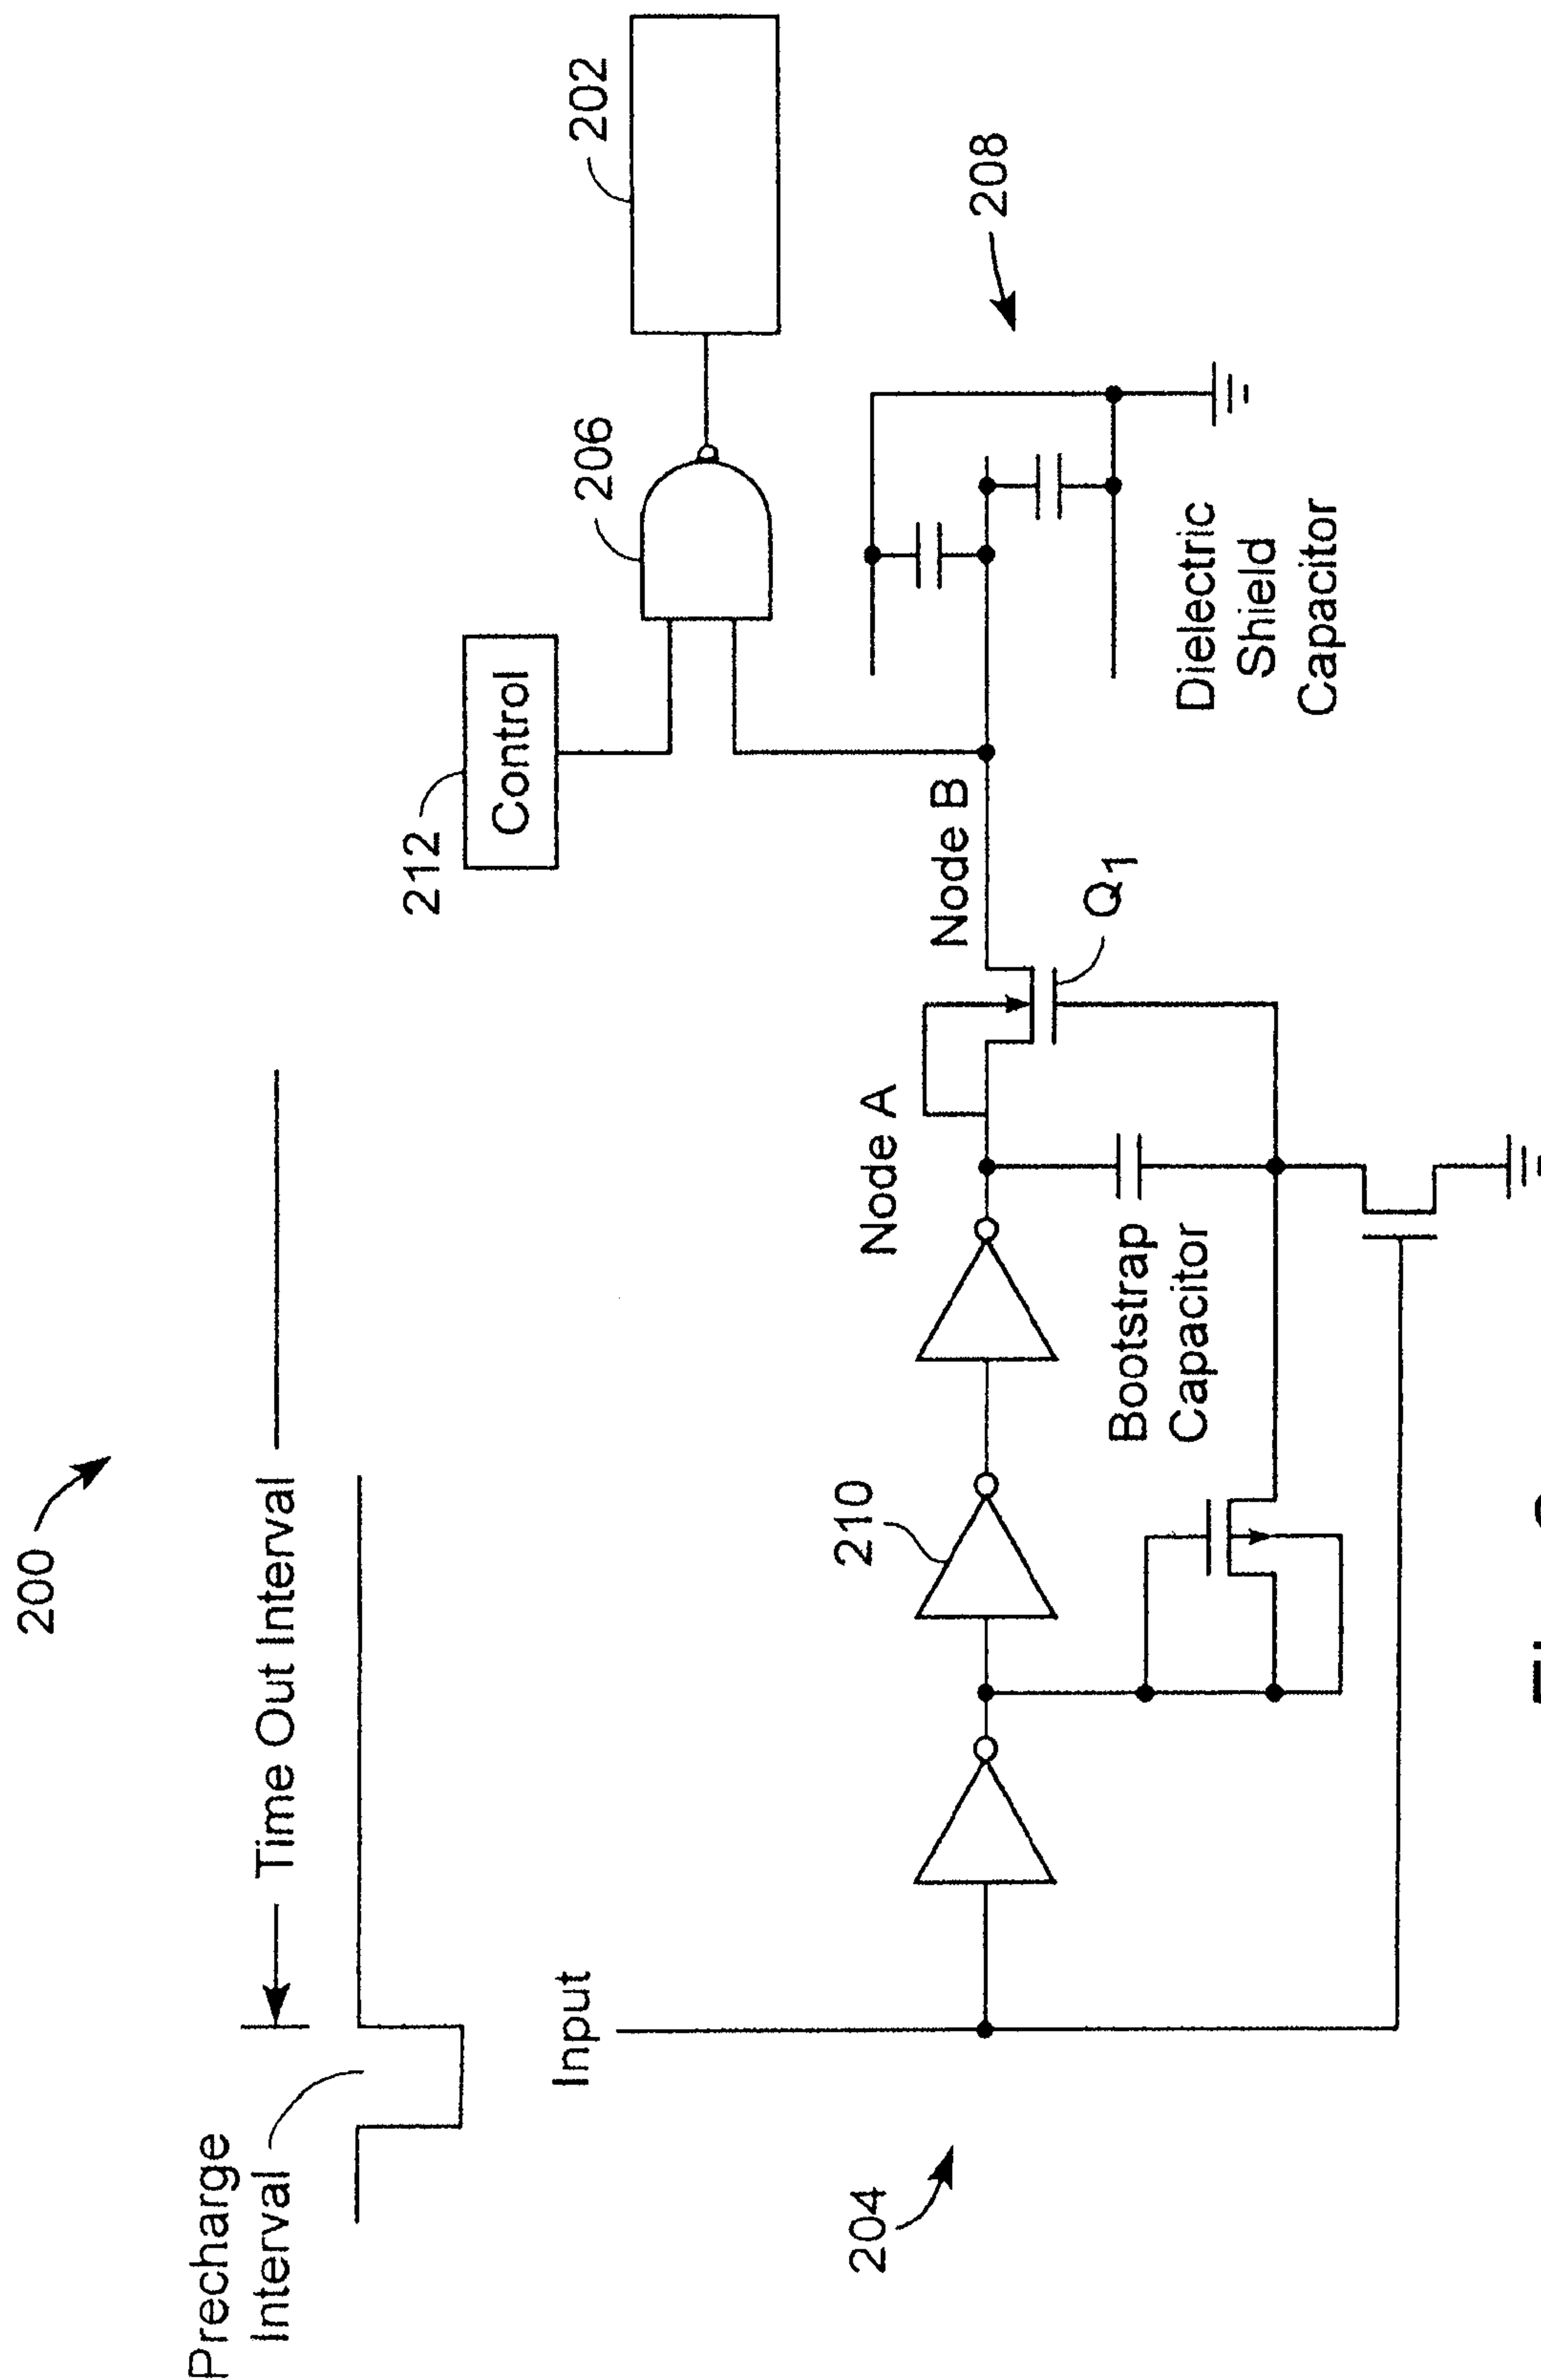 200
Precharge
Interval
Time Out Interval
Input
204
210
Node A
Bootstrap
Capacitor
Q1
Node B
212
Control
206
202
208
Dielectric
Shield
Capacitor